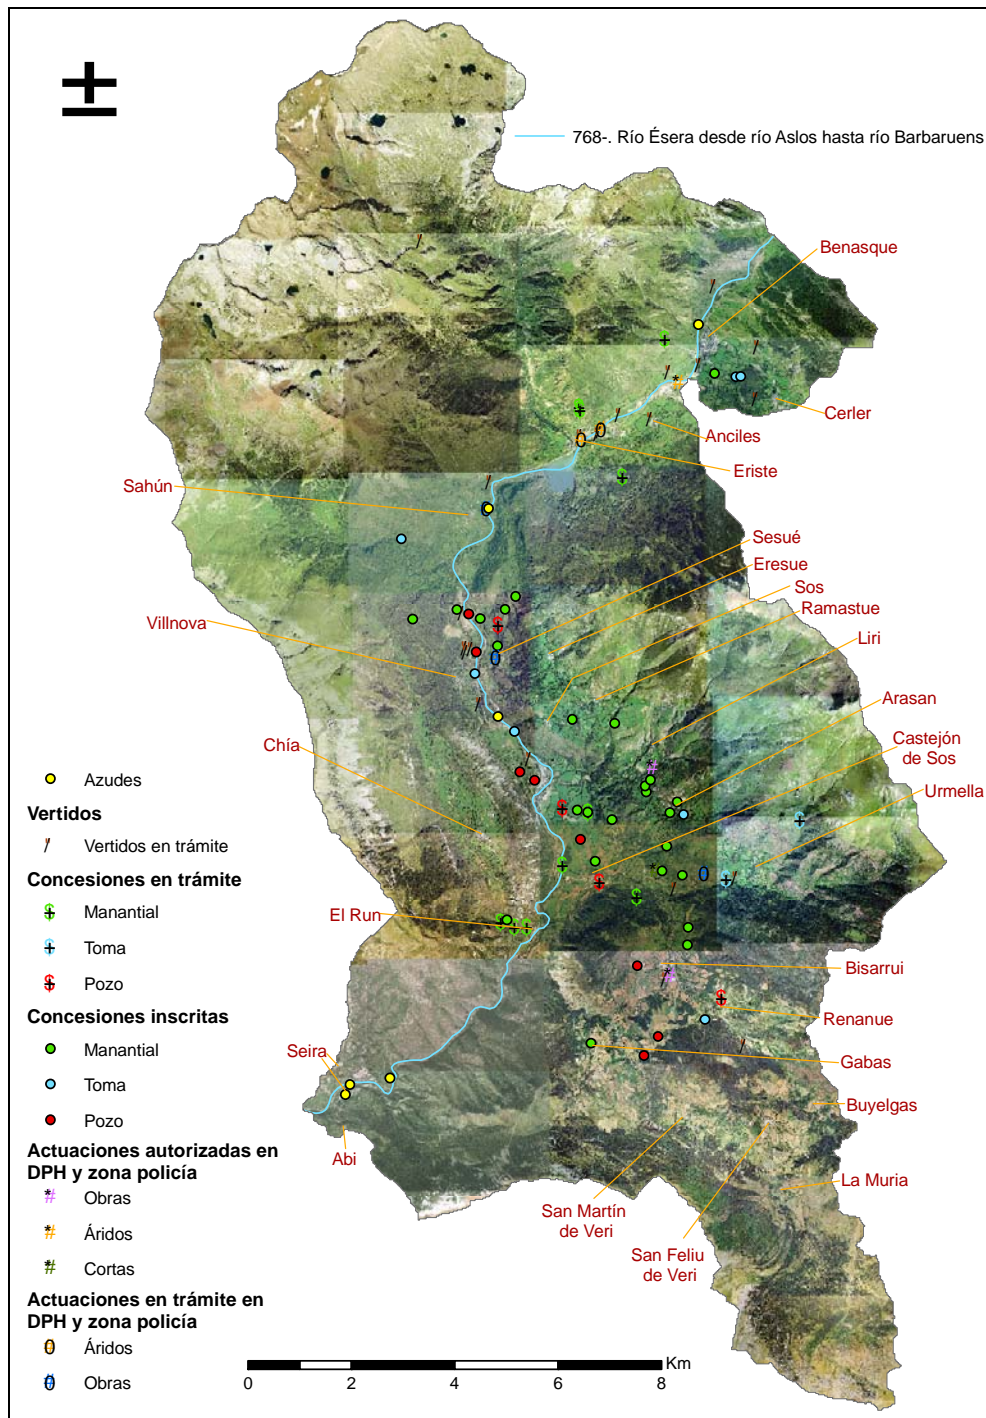 768-. Río Ésera desde río Aslos hasta río Barbaruens
Benasque
Cerler
Anciles
Eriste
Sahún
Sesué
Eresue
Sos
Ramastue
Villnova
Liri
Arasan
Castejón
de Sos
Chía
Urmella
El Run
Bisarrui
Renanue
Seira
Gabas
Buyelgas
Abi
La Muria
San Martín
de Veri
San Feliu
de Veri
Azudes
Vertidos
Vertidos en trámite
Concesiones en trámite
Manantial
Toma
Pozo
Concesiones inscritas
Manantial
Toma
Pozo
Actuaciones autorizadas en
DPH y zona policía
Obras
Áridos
Cortas
Actuaciones en trámite en
DPH y zona policía
Áridos
Obras
Km
0 2 4 6 8